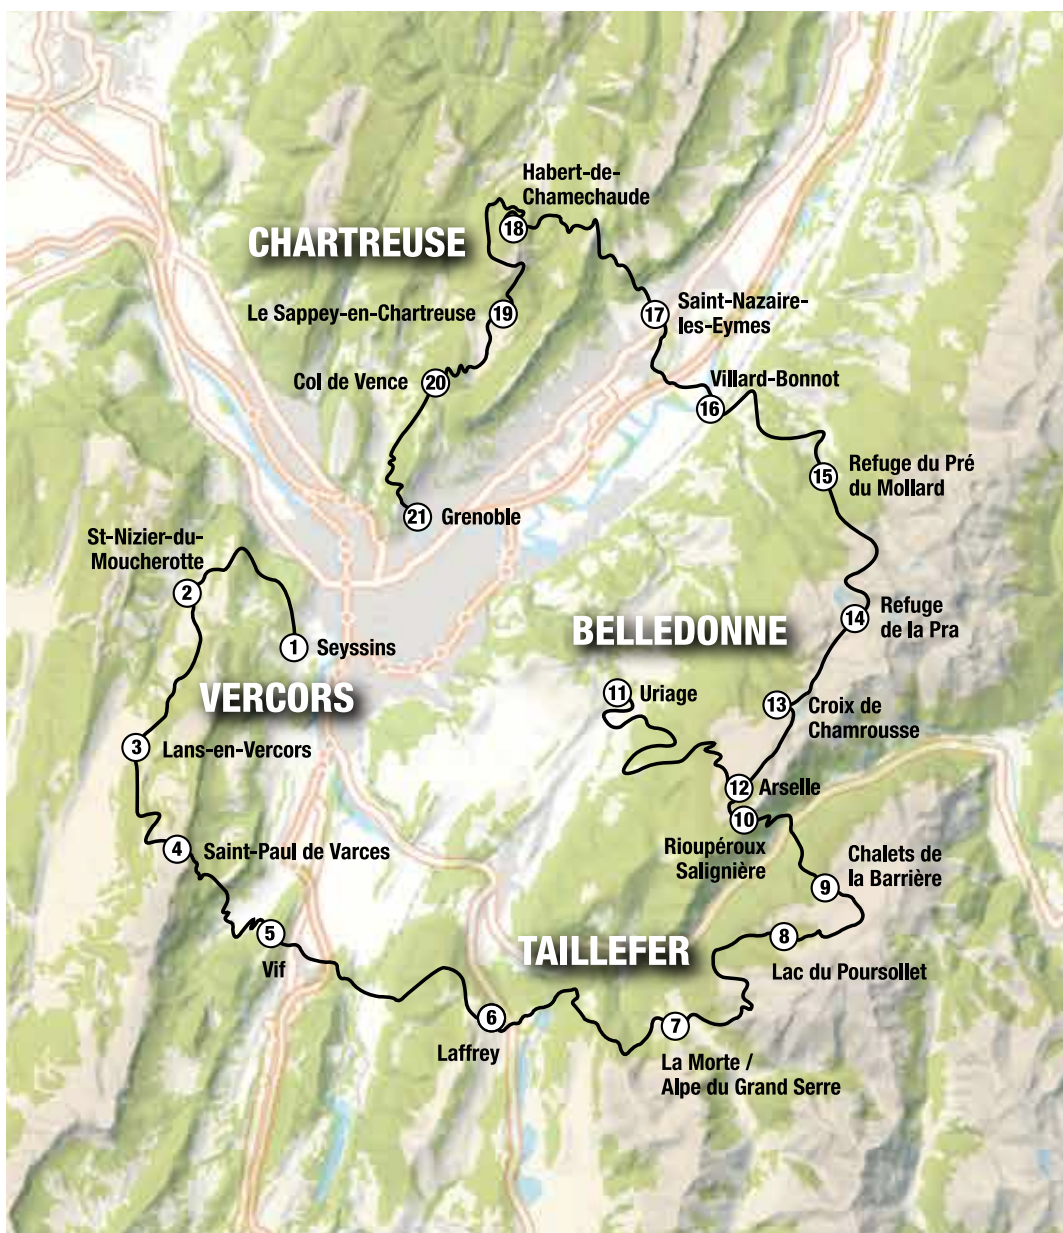 Habert-de-
Chamechaude
18
CHARTREUSE
Le Sappey-en-Chartreuse
19
17
Saint-Nazaire-
les-Eymes
Col de Vence
20
Villard-Bonnot
16
15
Refuge du Pré
du Mollard
21
Grenoble
St-Nizier-du-
Moucherotte
2
1
Seyssins
BELLEDONNE
14
Refuge
de la Pra
VERCORS
11
Uriage
13
Croix de
Chamrousse
3
Lans-en-Vercors
12
Arselle
10
Rioupéroux
Salignière
4
Saint-Paul de Varces
Chalets de
la Barrière
9
5
Vif
TAILLEFER
8
Lac du Poursollet
6
Laffrey
7
La Morte /
Alpe du Grand Serre